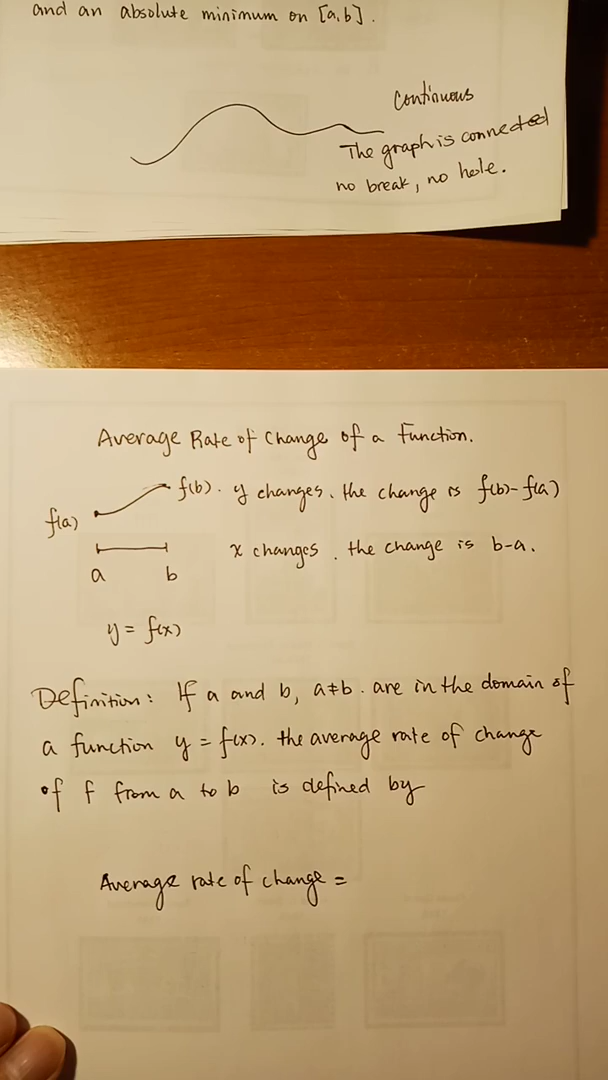 and an absolute minimum on [a,b].
Continuous
The graph is connected
no break, no hole.
Average Rate of Change of a Function.
f(b). y changes. the change is f(b)-f(a)
f(a)
x changes. the change is b-a.
a b
y = f(x)
Definition: If a and b, a≠b. are in the domain of
a function y = f(x). the average rate of change
of f from a to b is defined by
Average rate of change =